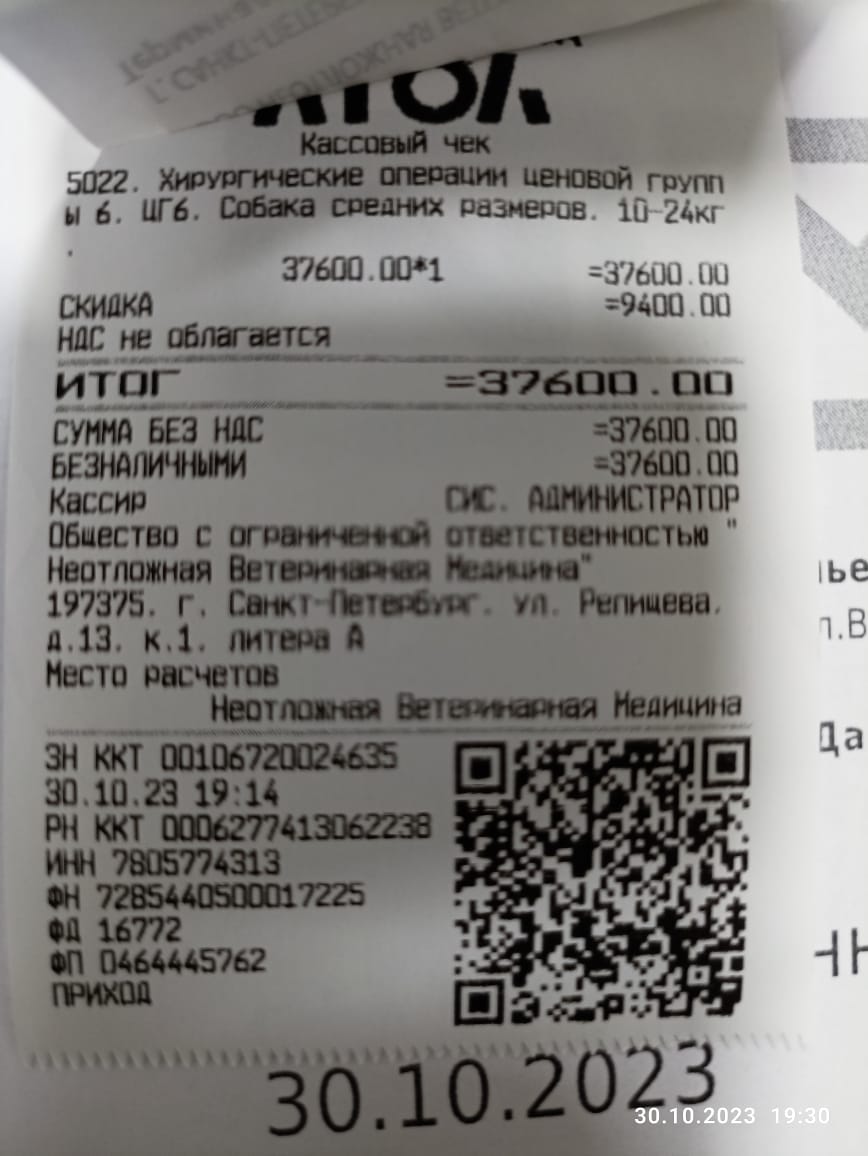 Кассовый чек
5022. Хирургические операции ценовой групп
ы 6. ЦГ6. Собака средних размеров. 10-24кг
.
37600.00*1 =37600.00
СКИДКА =9400.00
НДС не облагается
ИТОГ =37600.00
СУММА БЕЗ НДС =37600.00
БЕЗНАЛИЧНЫМИ =37600.00
Кассир СИС. АДМИНИСТРАТОР
Общество с ограниченной ответственностью "
Неотложная Ветеринарная Медицина"
197375. г. Санкт-Петербург. ул. Репищева.
д.13. к.1. литера А
Место расчетов
Неотложная Ветеринарная Медицина
ЗН ККТ 00106720024635
30.10.23 19:14
РН ККТ 0006277413062238
ИНН 7805774313
ФН 7285440500017225
ФД 16772
ФП 0464445762
ПРИХОД
30.10.2023
30.10.2023 19:30